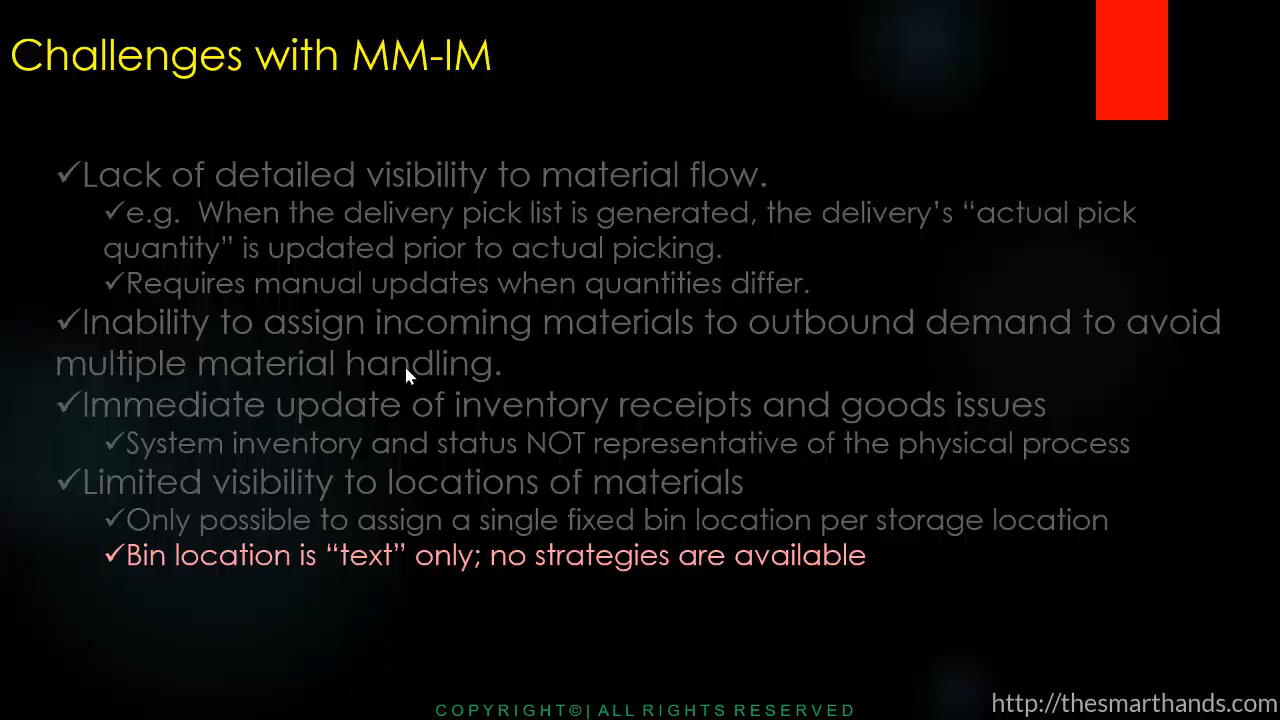 Challenges with MM-IM
✓Lack of detailed visibility to material flow.
✓e.g.  When the delivery pick list is generated, the delivery’s “actual pick
quantity” is updated prior to actual picking.
✓Requires manual updates when quantities differ.
✓Inability to assign incoming materials to outbound demand to avoid
multiple material handling.
✓Immediate update of inventory receipts and goods issues
✓System inventory and status NOT representative of the physical process
✓Limited visibility to locations of materials
✓Only possible to assign a single fixed bin location per storage location
✓Bin location is “text” only; no strategies are available
COPYRIGHT©| ALL RIGHTS RESERVED
http://thesmarthands.com